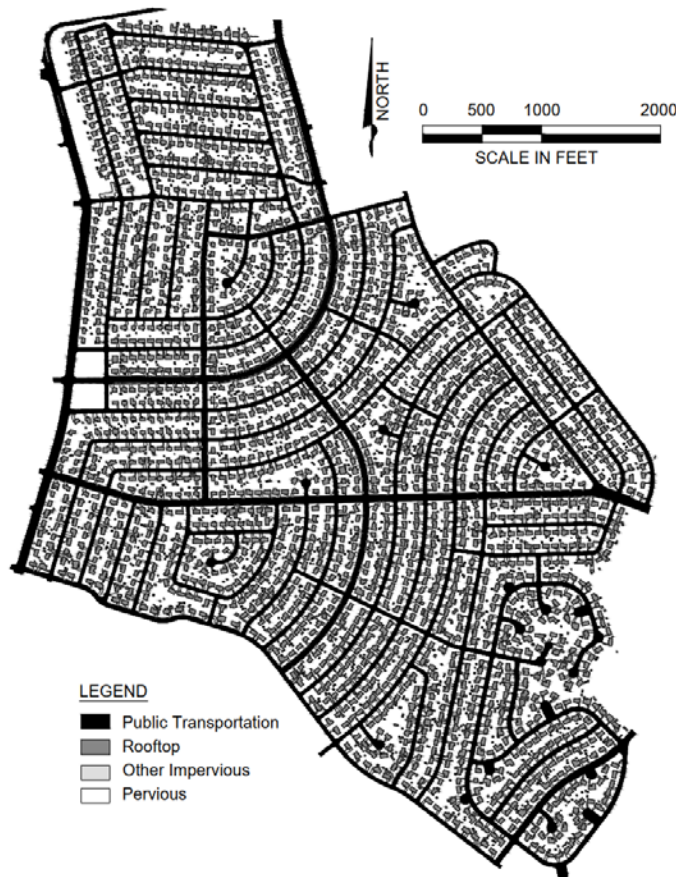 NORTH
0 500 1000 2000
SCALE IN FEET
LEGEND
Public Transportation
Rooftop
Other Impervious
Pervious